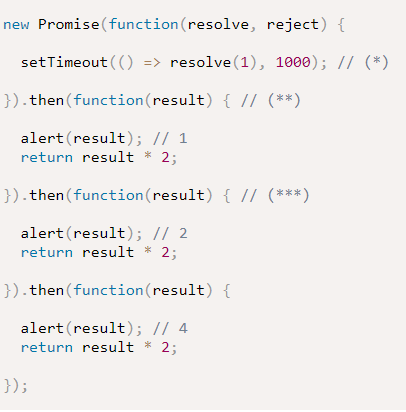 new Promise(function(resolve, reject) {
setTimeout(() => resolve(1), 1000); // (*)
}).then(function(result) { // (**)
alert(result); // 1
return result * 2;
}).then(function(result) { // (***)
alert(result); // 2
return result * 2;
}).then(function(result) {
alert(result); // 4
return result * 2;
});